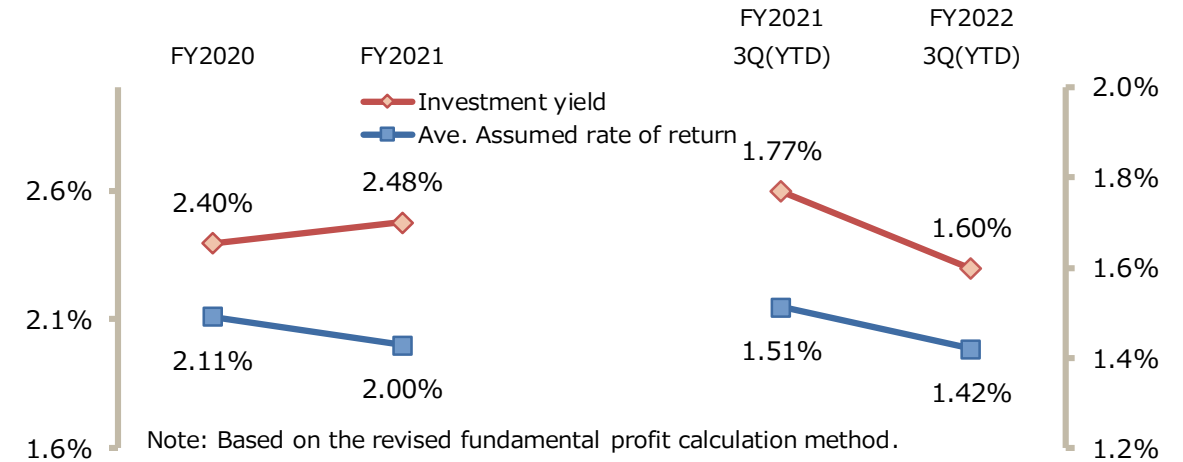 FY2021 FY2022
FY2020 FY2021 3Q(YTD) 3Q(YTD)
2.0%
Investment yield
Ave. Assumed rate of return
1.77%
2.6% 2.40% 2.48% 1.8%
1.60%
1.6%
2.1%
2.11% 1.51% 1.4%
2.00% 1.42%
1.6% Note: Based on the revised fundamental profit calculation method. 1.2%